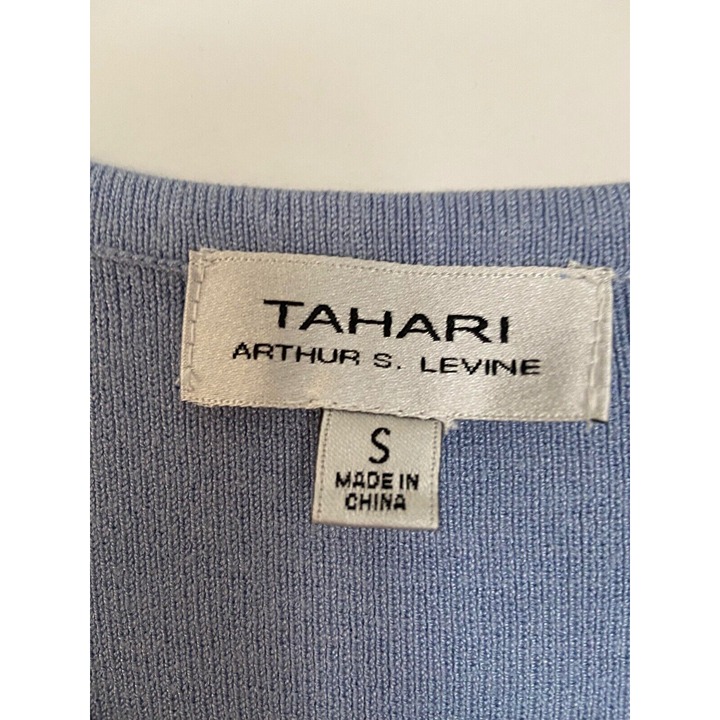 TAHARI
ARTHUR S. LEVINE
S
MADE IN
CHINA